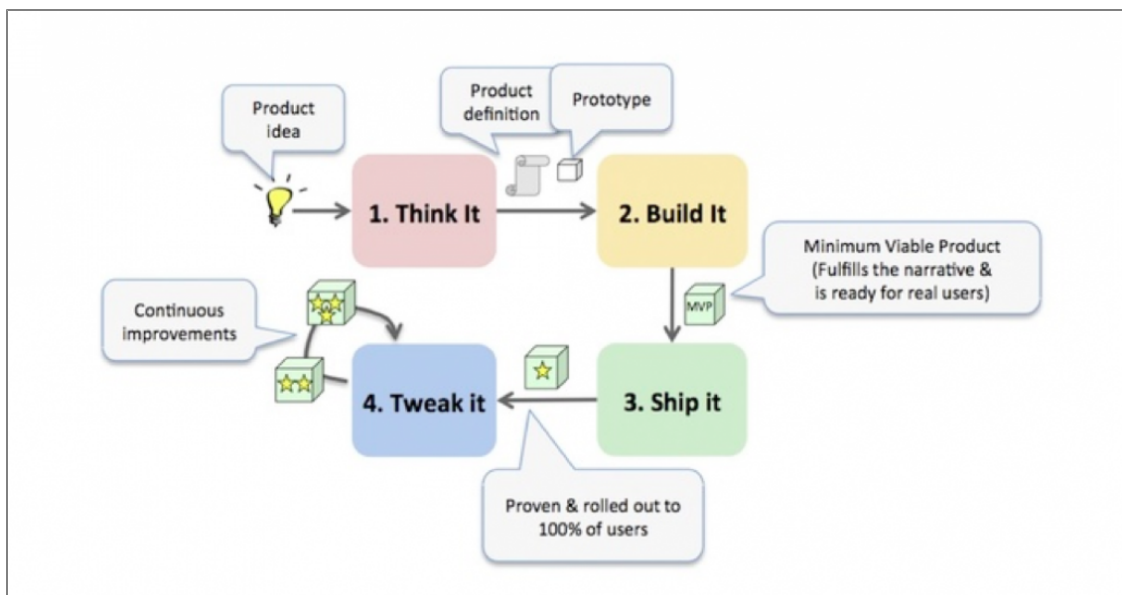 Product
idea
Product
definition
Prototype
1. Think It
2. Build It
Minimum Viable Product
(Fulfills the narrative &
is ready for real users)
MVP
Continuous
improvements
4. Tweak it
3. Ship it
Proven & rolled out to
100% of users